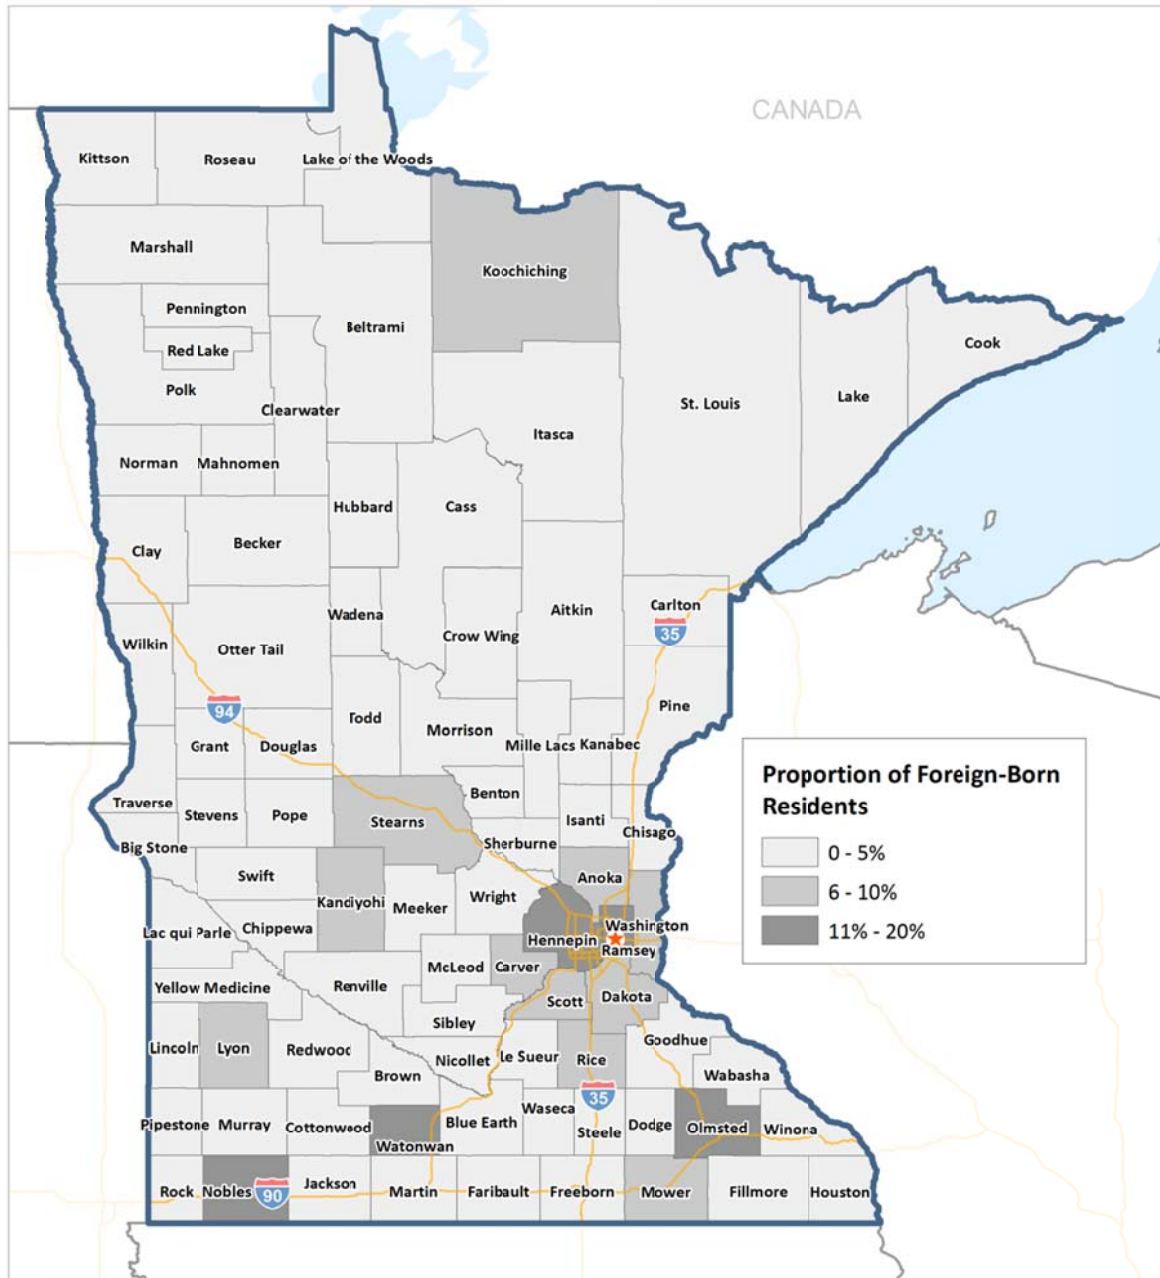 CANADA
Kittson
Roseau
Lake of the Woods
Marshall
Koochiching
Pennington
Beltrami
Red Lake
Cook
Polk
Clearwater
St. Louis
Lake
Itasca
Norman
Mahnomen
Hubbard
Cass
Clay
Becker
Wadena
Aitkin
Carlton
35
Crow Wing
Wilkin
Otter Tail
94
Todd
Pine
Morrison
Grant
Douglas
Mille Lacs
Kanabec
Benton
Traverse
Stevens
Pope
Stearns
Isanti
Chisago
Sherburne
Big Stone
Swift
Anoka
Kandiyohi
Meeker
Wright
Washington
Lac qui Parle
Chippewa
Hennepin
Ramsey
McLeod
Carver
Yellow Medicine
Renville
Scott
Dakota
Sibley
Goodhue
Lincoln
Lyon
Redwood
Nicollet
Le Sueur
Rice
Brown
Wabasha
35
Pipestone
Murray
Cottonwood
Watonwan
Blue Earth
Waseca
Steele
Dodge
Olmsted
Winona
Rock
Nobles
90
Jackson
Martin
Faribault
Freeborn
Mower
Fillmore
Houston
Proportion of Foreign-Born
Residents
0 - 5%
6 - 10%
11% - 20%